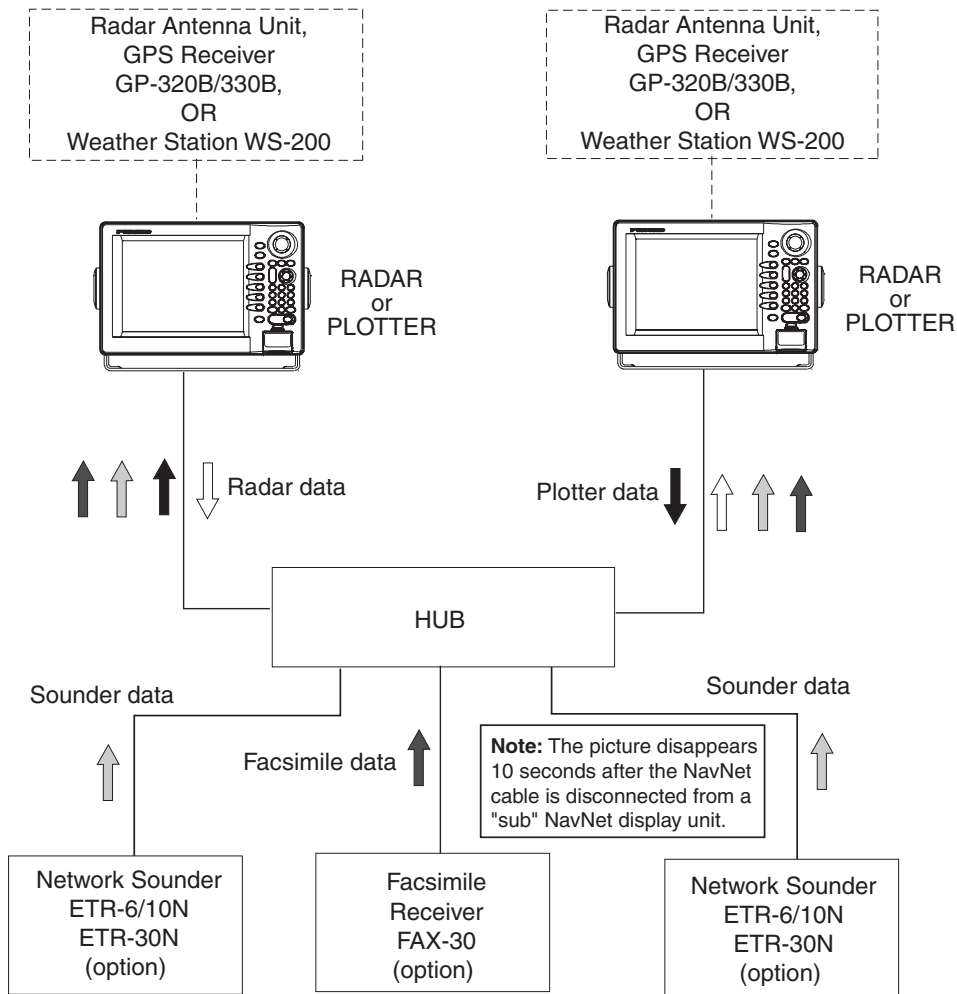 Radar Antenna Unit,
GPS Receiver
GP-320B/330B,
OR
Weather Station WS-200
Radar Antenna Unit,
GPS Receiver
GP-320B/330B,
OR
Weather Station WS-200
RADAR
or
PLOTTER
RADAR
or
PLOTTER
Radar data
Plotter data
HUB
Sounder data
Sounder data
Facsimile data
Note: The picture disappears
10 seconds after the NavNet
cable is disconnected from a
"sub" NavNet display unit.
Network Sounder
ETR-6/10N
ETR-30N
(option)
Facsimile
Receiver
FAX-30
(option)
Network Sounder
ETR-6/10N
ETR-30N
(option)